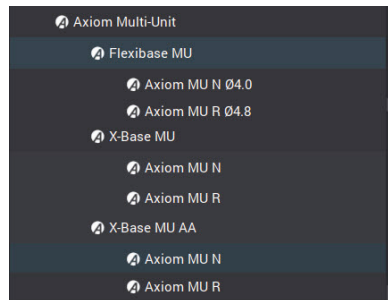 Axiom Multi-Unit
Flexibase MU
Axiom MU N Ø4.0
Axiom MU R Ø4.8
X-Base MU
Axiom MU N
Axiom MU R
X-Base MU AA
Axiom MU N
Axiom MU R